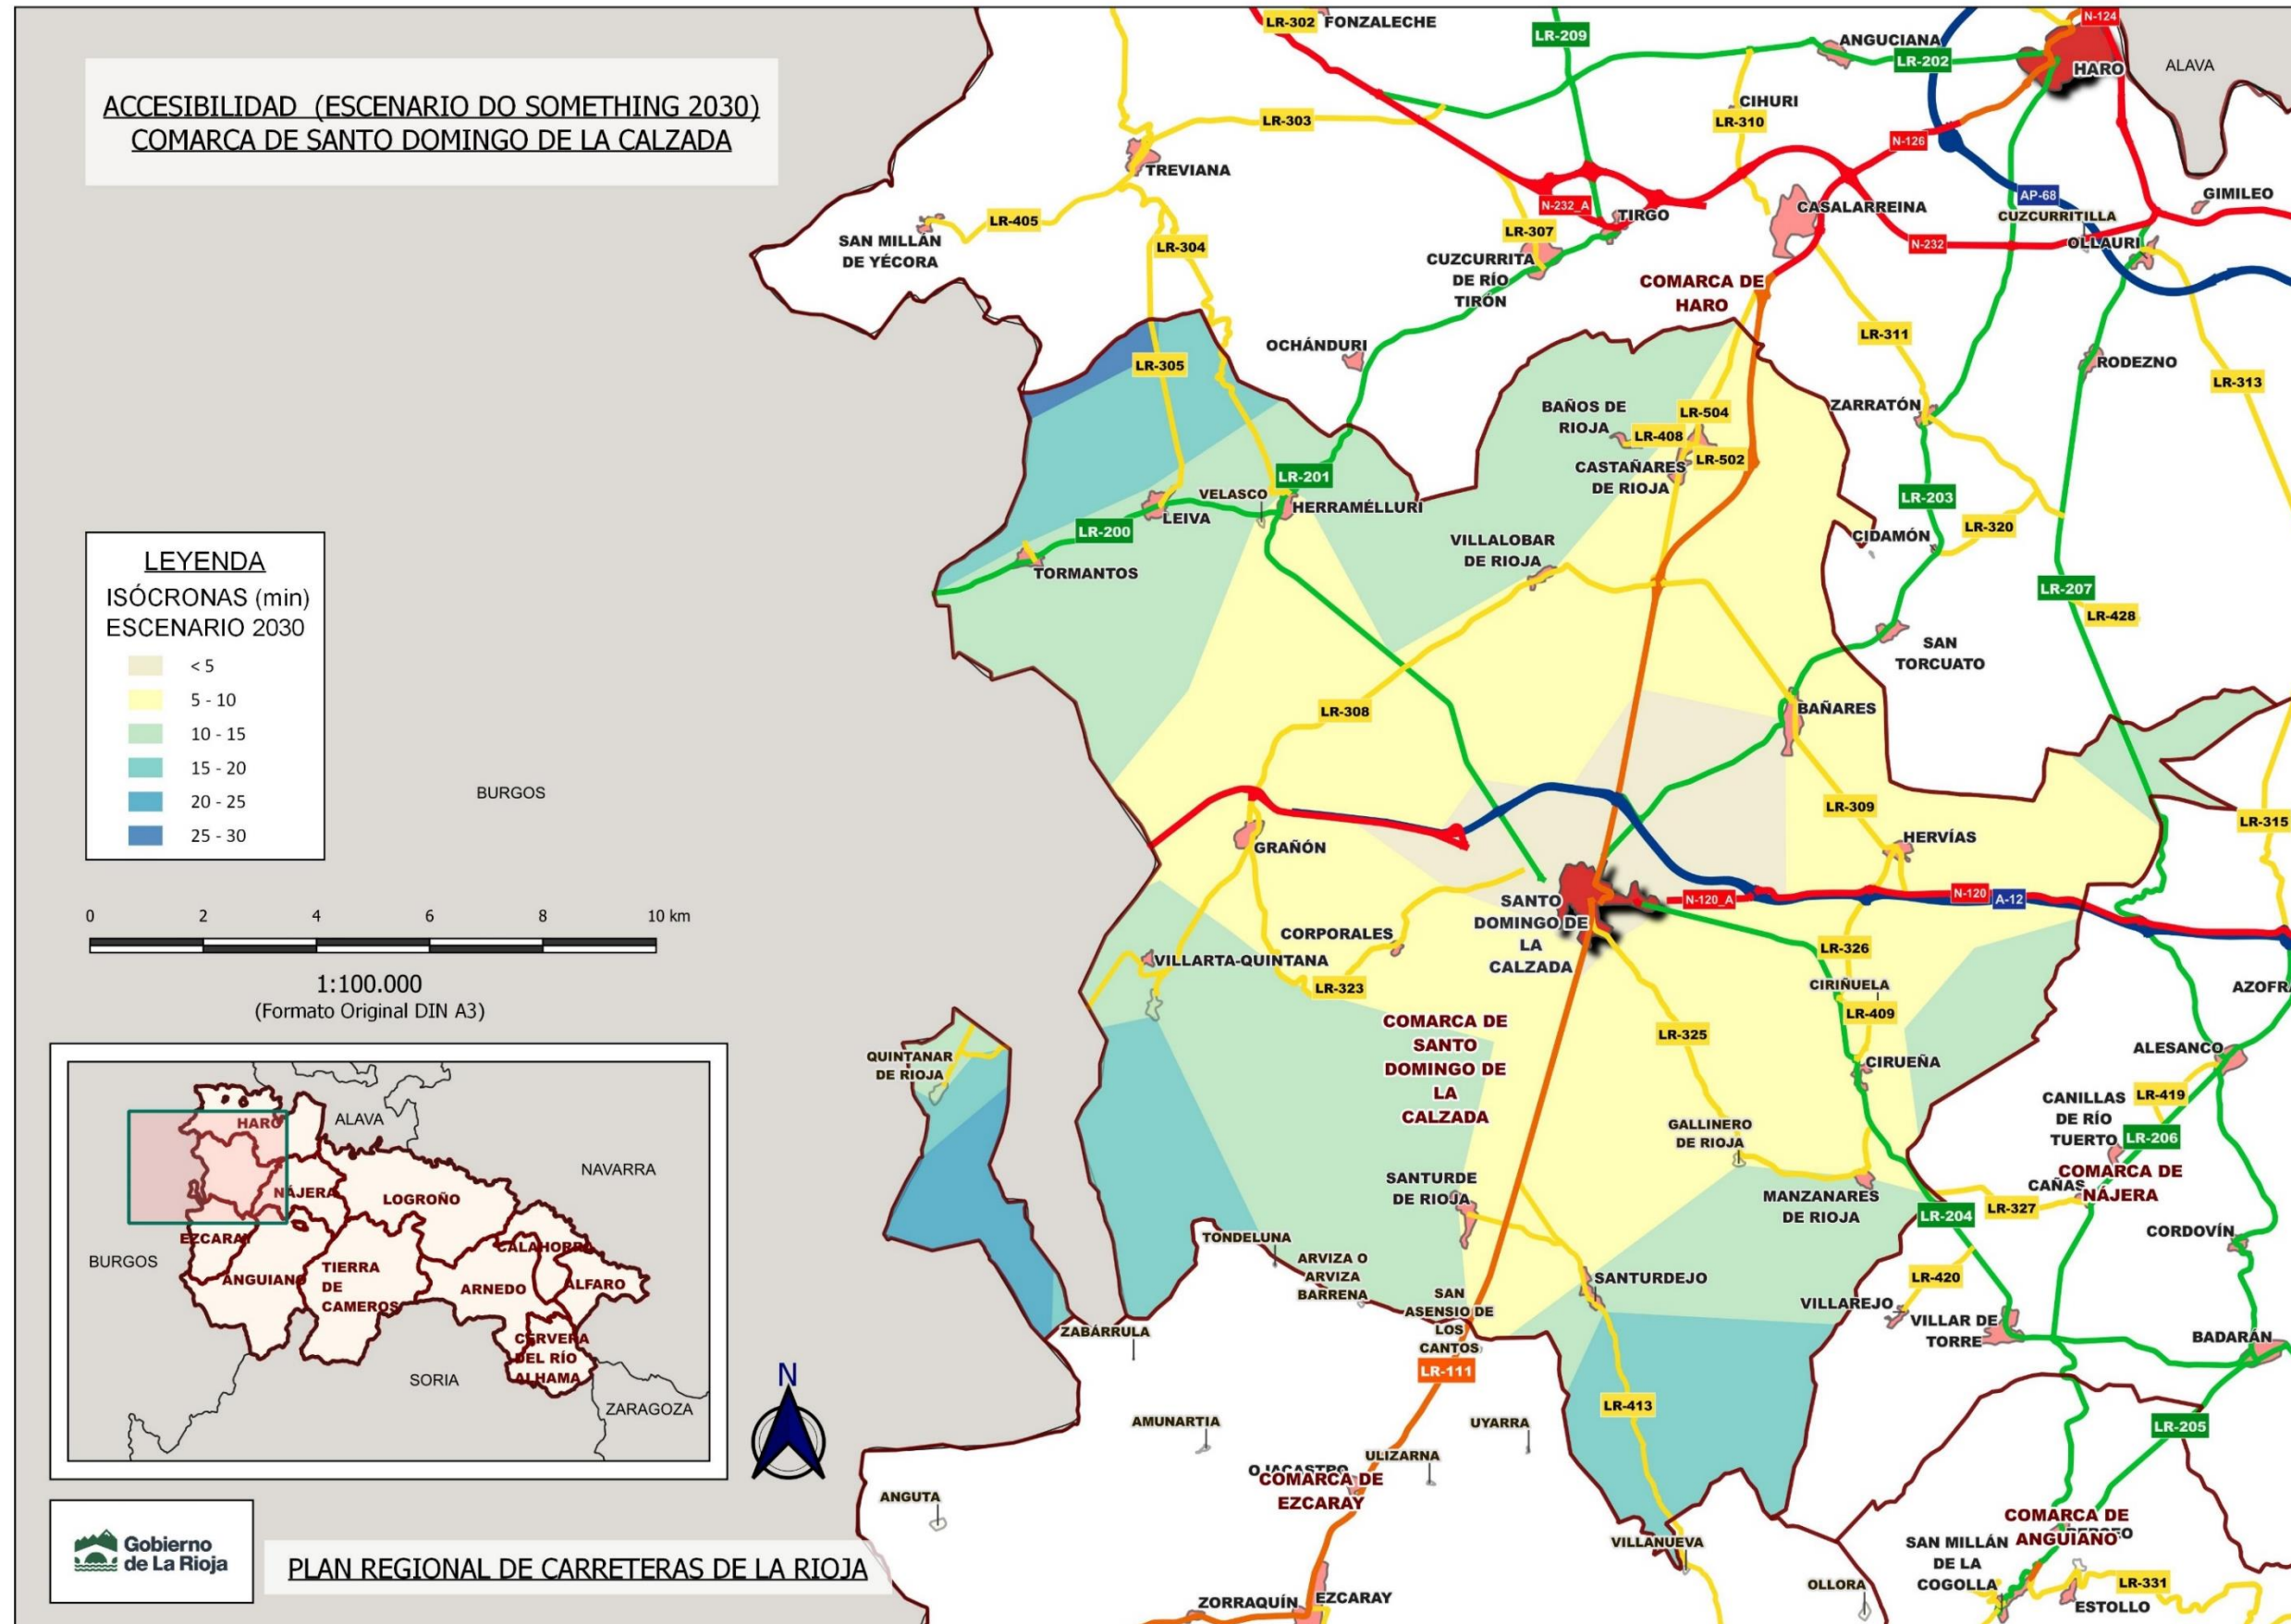 ACCESIBILIDAD (ESCENARIO DO SOMETHING 2030)
COMARCA DE SANTO DOMINGO DE LA CALZADA
LR-302
FONZALECHE
LR-209
ANGUCIANA
LR-202
N-124
HARO
ALAVA
LR-303
CIHURI
LR-310
N-126
TREVIANA
AP-68
GIMILEO
LR-405
SAN MILLÁN
DE YÉCORA
LR-304
N-232_A
TIRGO
CASALARREINA
CUZCURRITILLA
LR-307
N-232
OLLAURI
CUZCURRITA
DE RÍO
TIRÓN
COMARCA DE
HARO
OCHÁNDURI
LR-305
LR-311
RODEZNO
LR-313
BAÑOS DE
RIOJA
LR-504
LR-408
LR-502
CASTAÑARES
DE RIOJA
ZARRATÓN
LR-201
VELASCO
HERRAMÉLLURI
LEIVA
LR-200
TORMANTOS
VILLALOBAR
DE RIOJA
LR-203
LR-320
CIDAMÓN
LR-207
LR-428
SAN
TORCUATO
LEYENDA
ISÓCRONAS (min)
ESCENARIO 2030
< 5
5 - 10
10 - 15
15 - 20
20 - 25
25 - 30
LR-308
BAÑARES
BURGOS
LR-309
LR-315
GRAÑÓN
HERVÍAS
SANTO
DOMINGO DE
LA
CALZADA
N-120_A
N-120
A-12
0 2 4 6 8 10 km
1:100.000
(Formato Original DIN A3)
CORPORALES
VILLARTA-QUINTANA
LR-323
LR-326
CIRIÑUELA
LR-409
AZOFR
COMARCA DE
SANTO
DOMINGO DE
LA
CALZADA
LR-325
CIRUEÑA
ALESANCO
QUINTANAR
DE RIOJA
LR-419
CANILLAS
DE RÍO
TUERTO
LR-206
GALLINERO
DE RIOJA
COMARCA DE
NÁJERA
CAÑAS
SANTURDE
DE RIOJA
MANZANARES
DE RIOJA
LR-327
LR-204
CORDOVÍN
TONDELUNA
ARVIZA O
ARVIZA
BARRENA
SANTURDEJO
LR-420
VILLAREJO
VILLAR DE
TORRE
BADARÁN
SAN
ASENSIO DE
LOS
CANTOS
ZABÁRRULA
LR-111
LR-413
LR-205
AMUNARTIA
UYARRA
ULIZARNA
OJACASTRO
COMARCA DE
EZCARAY
ANGUTA
VILLANUEVA
COMARCA DE
ANGUIANO
SAN MILLÁN
DE LA
COGOLLA
OLLORA
LR-331
ESTOLLO
ZORRAQUÍN
EZCARAY
HARO
ALAVA
NAVARRA
NÁJERA
LOGROÑO
EZCARAY
BURGOS
ANGUIANO
TIERRA
DE
CAMEROS
CALAHORRA
ARNEDO
ALFARO
CERVERA
DEL RÍO
ALHAMA
SORIA
ZARAGOZA
N
Gobierno
de La Rioja
PLAN REGIONAL DE CARRETERAS DE LA RIOJA